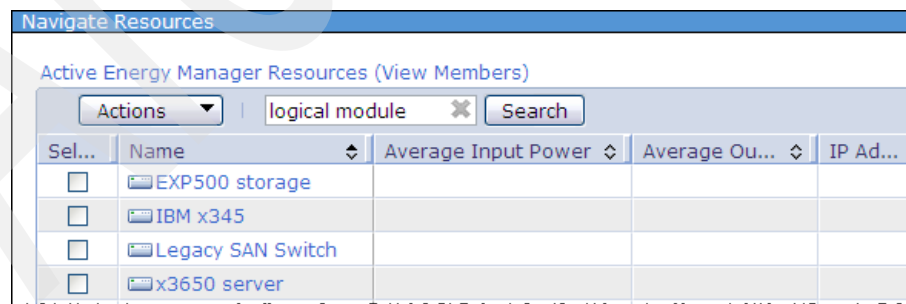 Navigate Resources
Active Energy Manager Resources (View Members)
Actions logical module Search
Sel... Name Average Input Power Average Ou... IP Ad...
EXP500 storage
IBM x345
Legacy SAN Switch
x3650 server